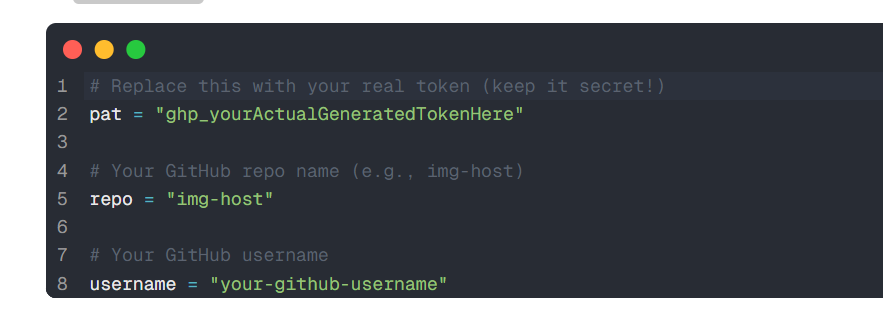 1 # Replace this with your real token (keep it secret!)
2 pat = "ghp_yourActualGeneratedTokenHere"
3
4 # Your GitHub repo name (e.g., img-host)
5 repo = "img-host"
6
7 # Your GitHub username
8 username = "your-github-username"